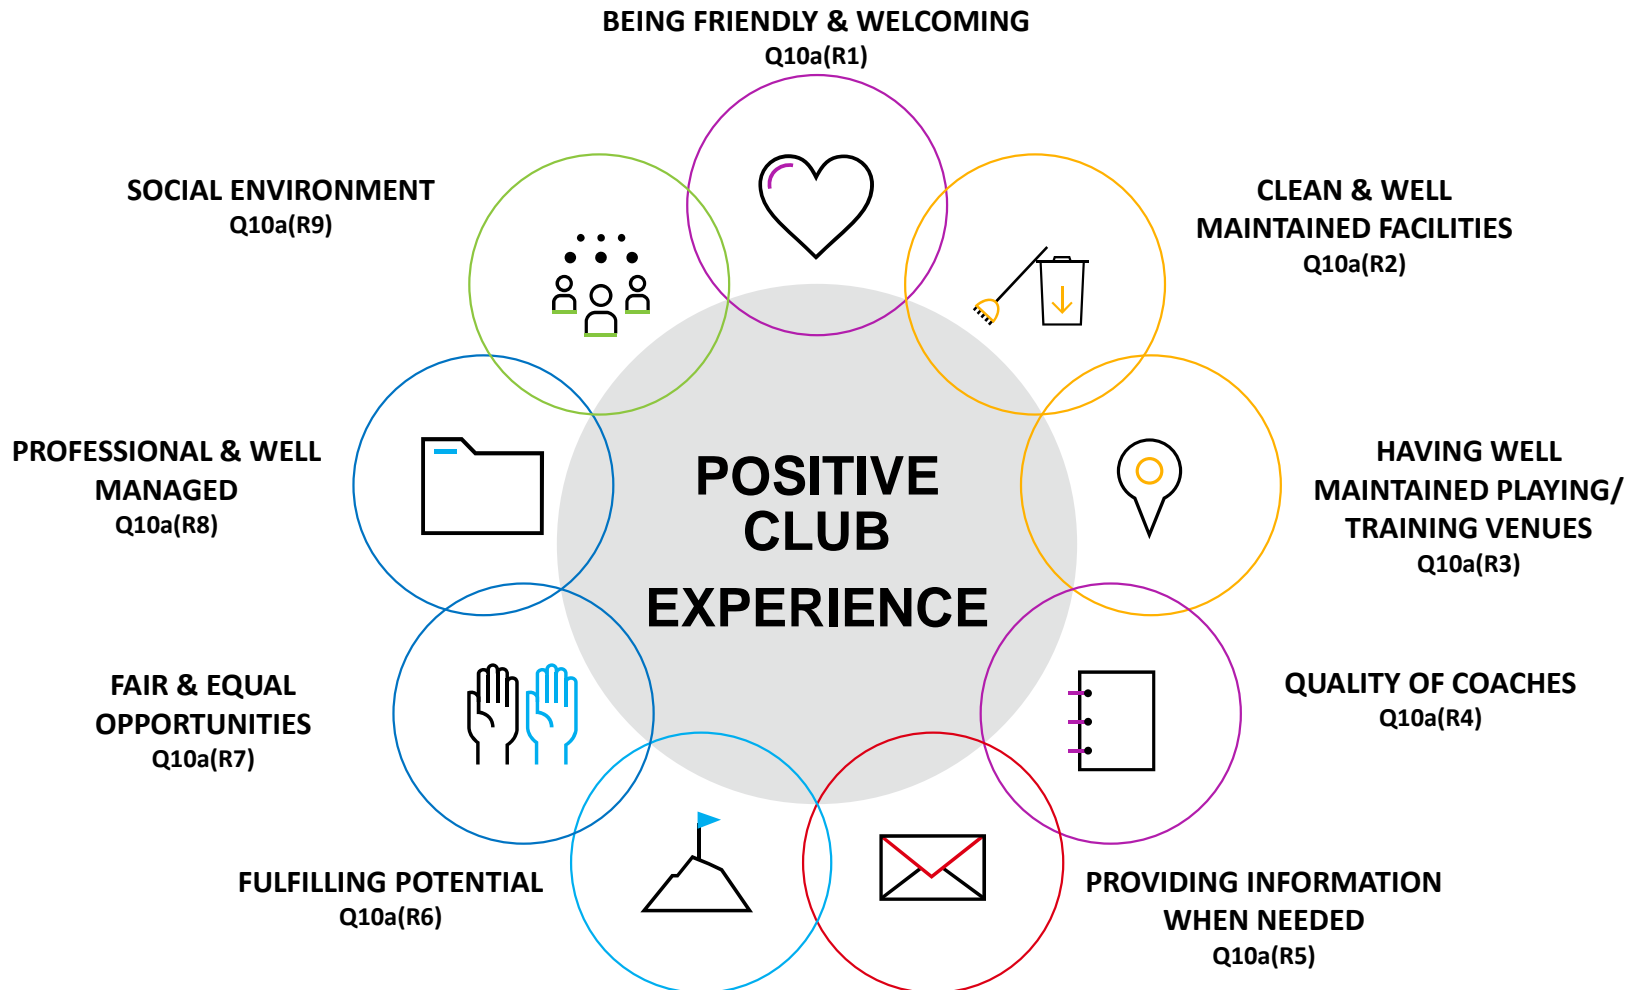 BEING FRIENDLY & WELCOMING
Q10a(R1)
CLEAN & WELL
MAINTAINED FACILITIES
Q10a(R2)
HAVING WELL
MAINTAINED PLAYING/
TRAINING VENUES
Q10a(R3)
QUALITY OF COACHES
Q10a(R4)
PROVIDING INFORMATION
WHEN NEEDED
Q10a(R5)
FULFILLING POTENTIAL
Q10a(R6)
FAIR & EQUAL
OPPORTUNITIES
Q10a(R7)
PROFESSIONAL & WELL
MANAGED
Q10a(R8)
SOCIAL ENVIRONMENT
Q10a(R9)
POSITIVE
CLUB
EXPERIENCE